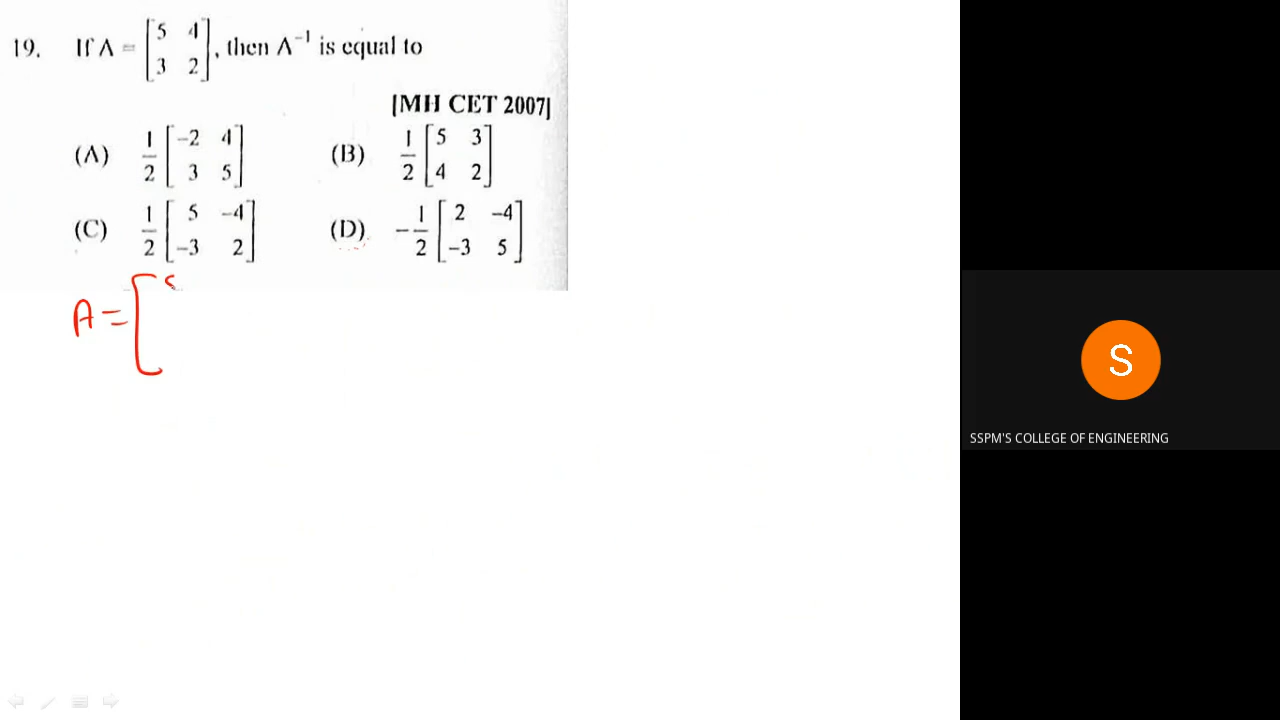 19. If A = [5 4
3 2], then A⁻¹ is equal to
[MH CET 2007]
(A) 1/2 [−2 4
3 5]
(B) 1/2 [5 3
4 2]
(C) 1/2 [5 −4
−3 2]
(D) −1/2 [2 −4
−3 5]
A = [
S
SSPM'S COLLEGE OF ENGINEERING